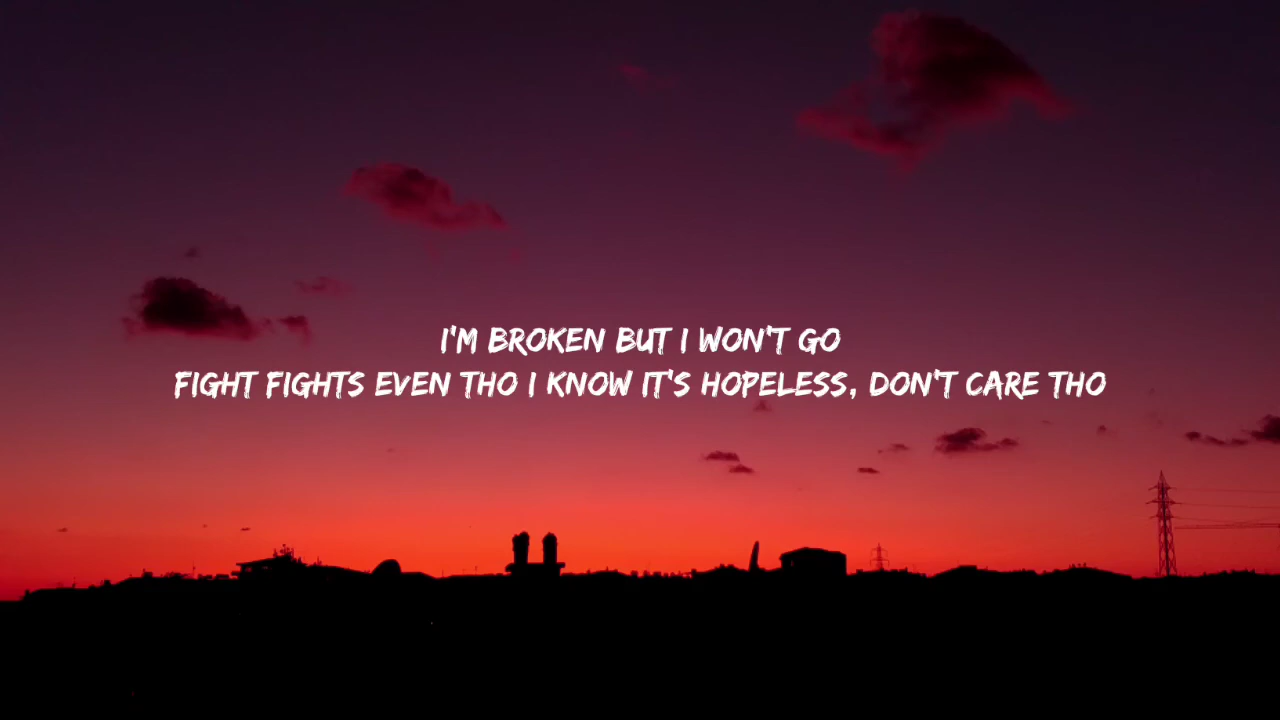 I'M BROKEN BUT I WON'T GO
FIGHT FIGHTS EVEN THO I KNOW IT'S HOPELESS, DON'T CARE THO